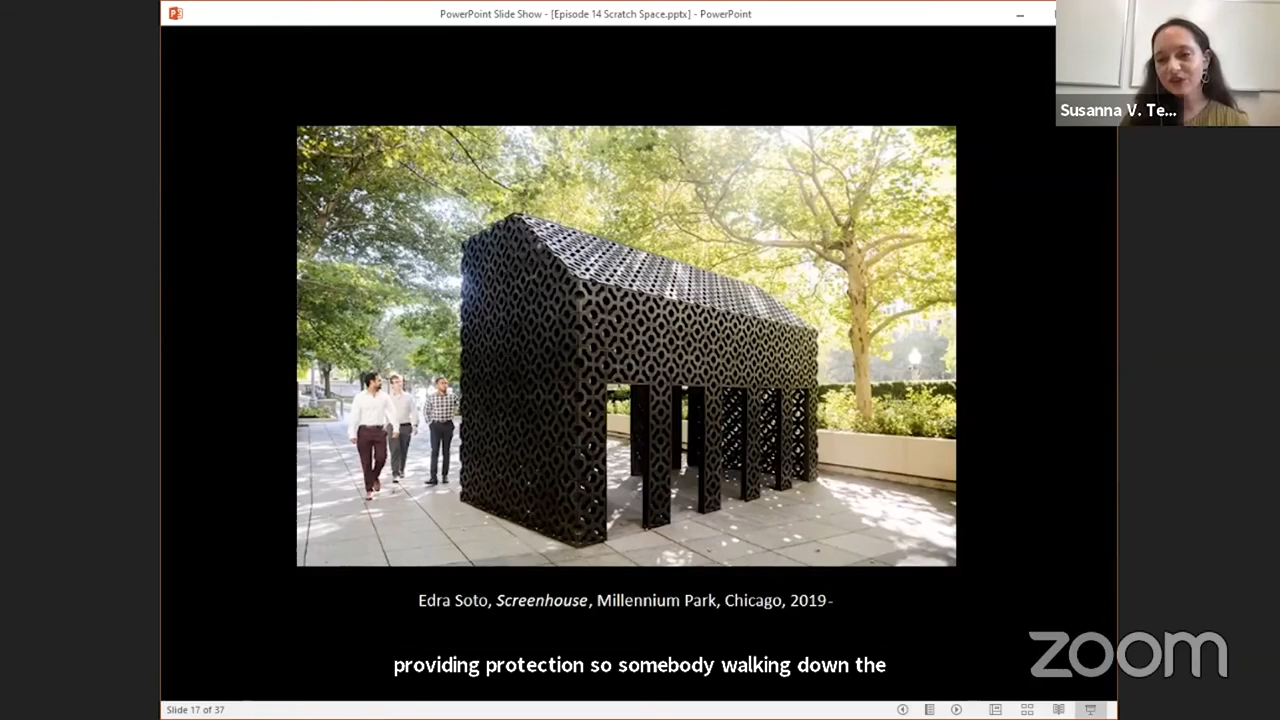 PowerPoint Slide Show - [Episode 14 Scratch Space.pptx] - PowerPoint
Susanna V. Te...
Edra Soto, Screenhouse, Millennium Park, Chicago, 2019-
providing protection so somebody walking down the
zoom
Slide 17 of 37